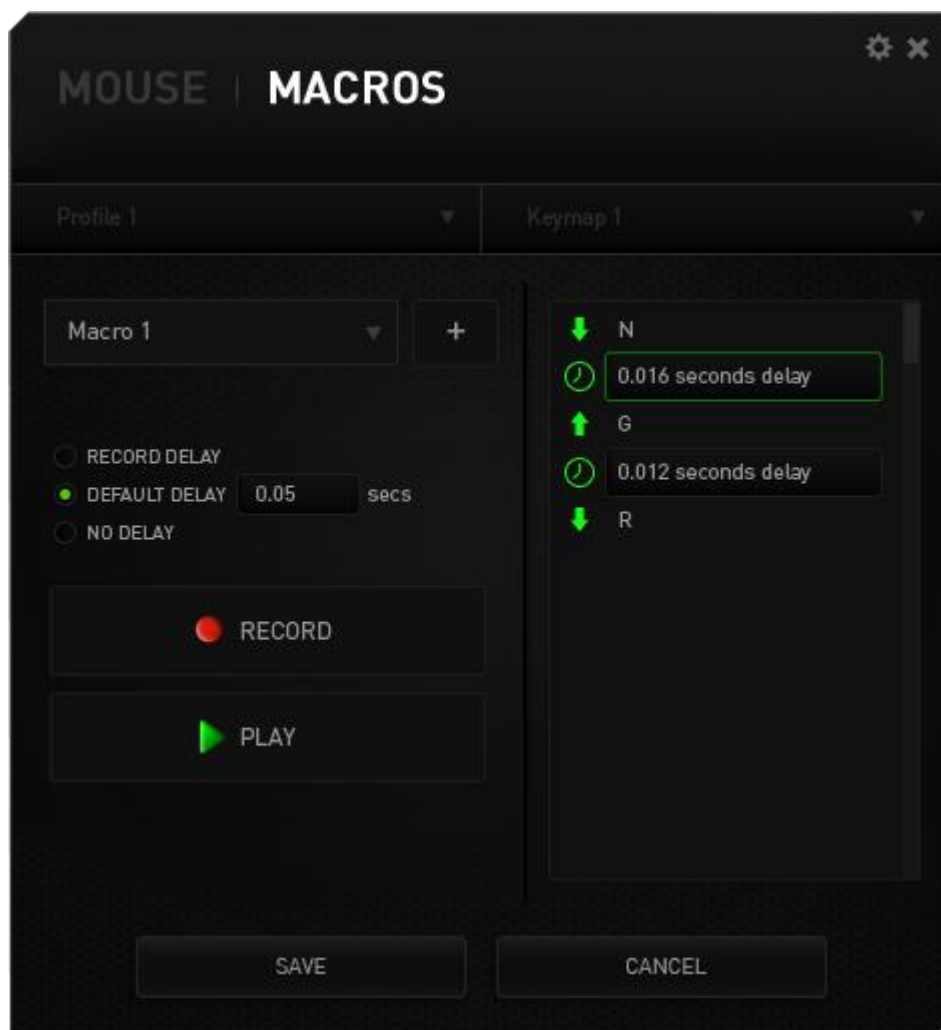 MOUSE | MACROS
Profile 1
Keymap 1
Macro 1
+
RECORD DELAY
DEFAULT DELAY 0.05 secs
NO DELAY
RECORD
PLAY
N
0.016 seconds delay
G
0.012 seconds delay
R
SAVE
CANCEL